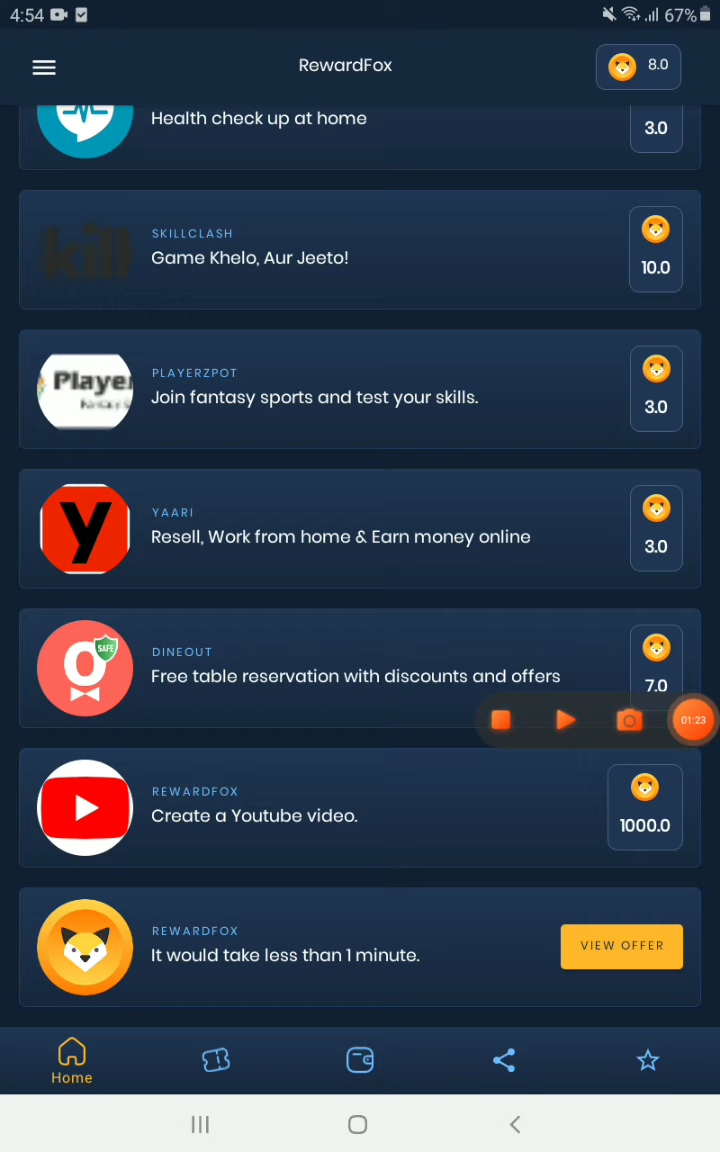 4:54
67%
RewardFox
8.0
Health check up at home
3.0
SKILLCLASH
Game Khelo, Aur Jeeto!
10.0
kill
PLAYERZPOT
Join fantasy sports and test your skills.
3.0
Player
YAARI
Resell, Work from home & Earn money online
3.0
y
DINEOUT
Free table reservation with discounts and offers
7.0
SAFE
01:23
REWARDFOX
Create a Youtube video.
1000.0
REWARDFOX
It would take less than 1 minute.
VIEW OFFER
Home